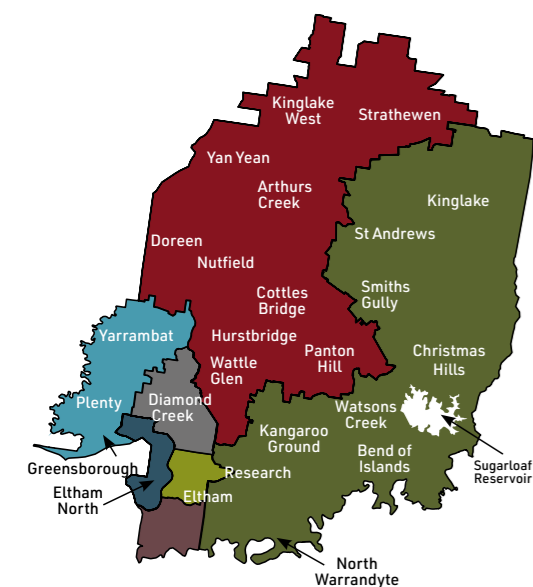 Kinglake
West
Strathewen
Yan Yean
Arthurs
Creek
Kinglake
St Andrews
Doreen
Nutfield
Smiths
Gully
Cottles
Bridge
Yarrambat
Hurstbridge
Wattle
Glen
Panton
Hill
Christmas
Hills
Plenty
Diamond
Creek
Watsons
Creek
Kangaroo
Ground
Bend of
Islands
Greensborough
Research
Sugarloaf
Reservoir
Eltham
North
Eltham
North
Warrandyte